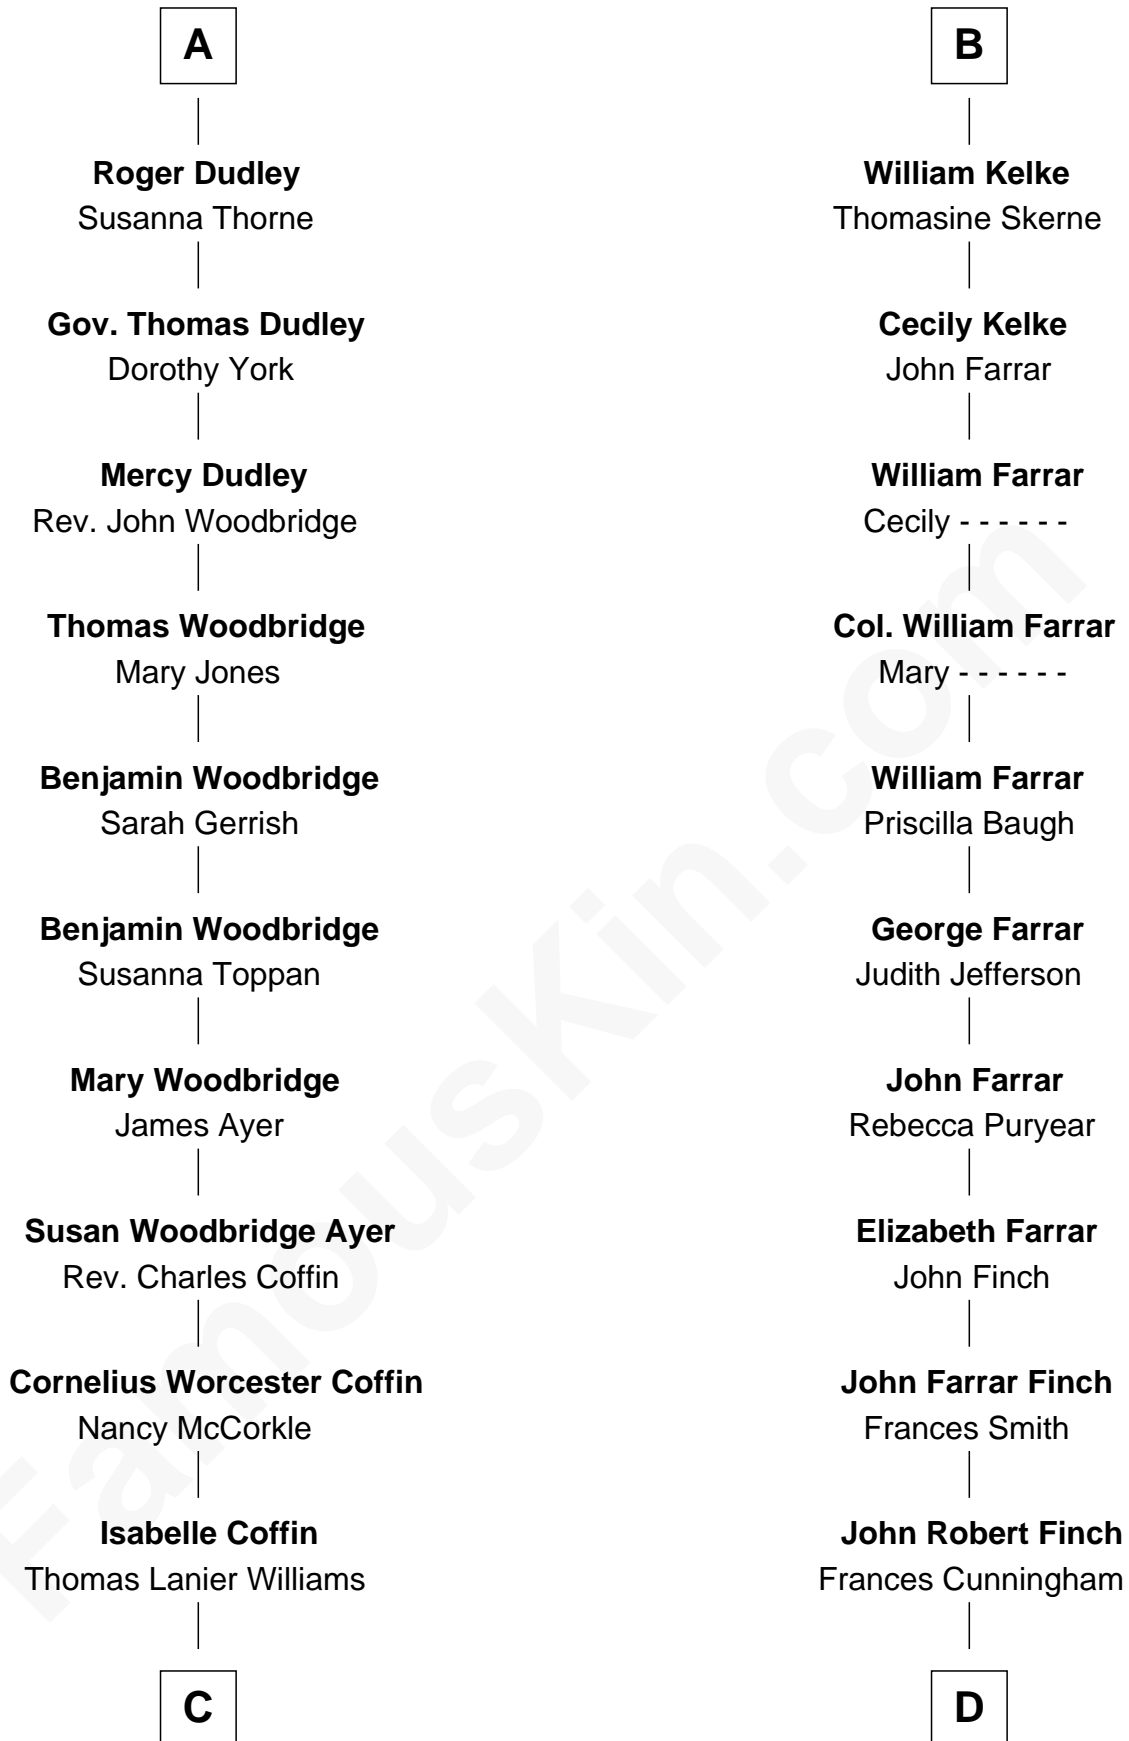 A
Roger Dudley
Susanna Thorne
Gov. Thomas Dudley
Dorothy York
Mercy Dudley
Rev. John Woodbridge
Thomas Woodbridge
Mary Jones
Benjamin Woodbridge
Sarah Gerrish
Benjamin Woodbridge
Susanna Toppan
Mary Woodbridge
James Ayer
Susan Woodbridge Ayer
Rev. Charles Coffin
Cornelius Worcester Coffin
Nancy McCorkle
Isabelle Coffin
Thomas Lanier Williams
C
B
William Kelke
Thomasine Skerne
Cecily Kelke
John Farrar
William Farrar
Cecily - - - - - -
Col. William Farrar
Mary - - - - - -
William Farrar
Priscilla Baugh
George Farrar
Judith Jefferson
John Farrar
Rebecca Puryear
Elizabeth Farrar
John Finch
John Farrar Finch
Frances Smith
John Robert Finch
Frances Cunningham
D
FamousKin.com